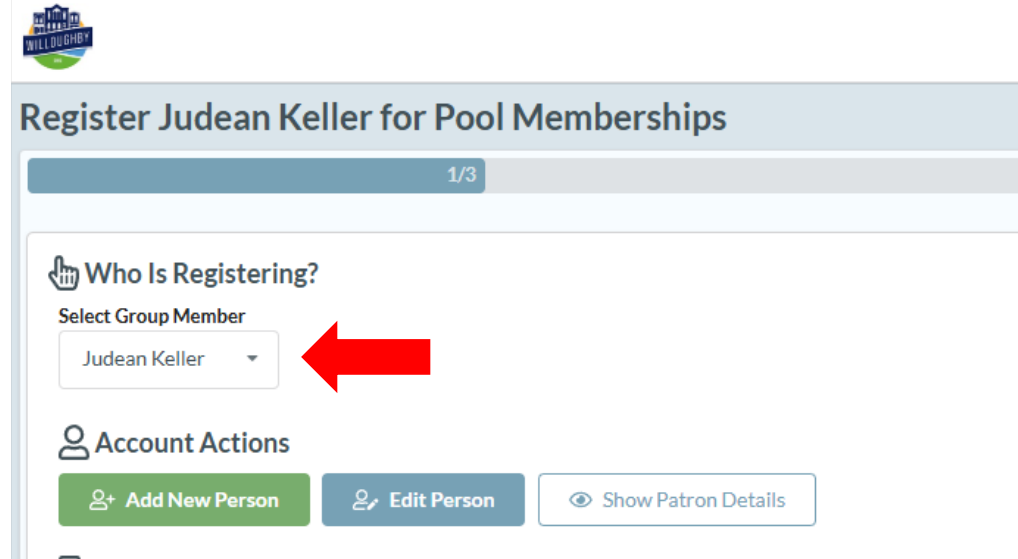 WILLOUGHBY
Register Judean Keller for Pool Memberships
1/3
Who Is Registering?
Select Group Member
Judean Keller
Account Actions
Add New Person Edit Person Show Patron Details